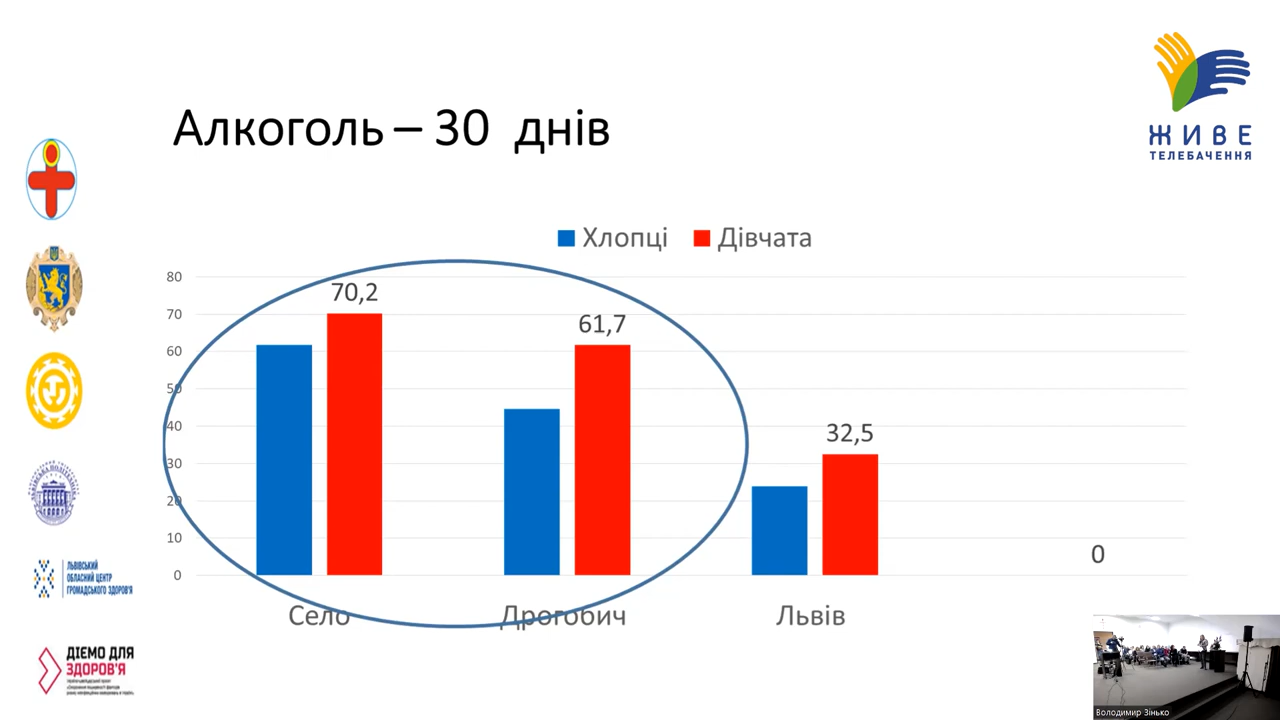 ЖИВЕ
ТЕЛЕБАЧЕННЯ
Алкоголь – 30 днів
Хлопці Дівчата
80
70
60
50
40
30
20
10
0
70,2
61,7
32,5
0
Село Дрогобич Львів
ЛЬВІВСЬКИЙ
ОБЛАСНИЙ ЦЕНТР
ГРОМАДСЬКОГО ЗДОРОВ'Я
ДІЄМО ДЛЯ
ЗДОРОВ'Я
Володимир Зінько